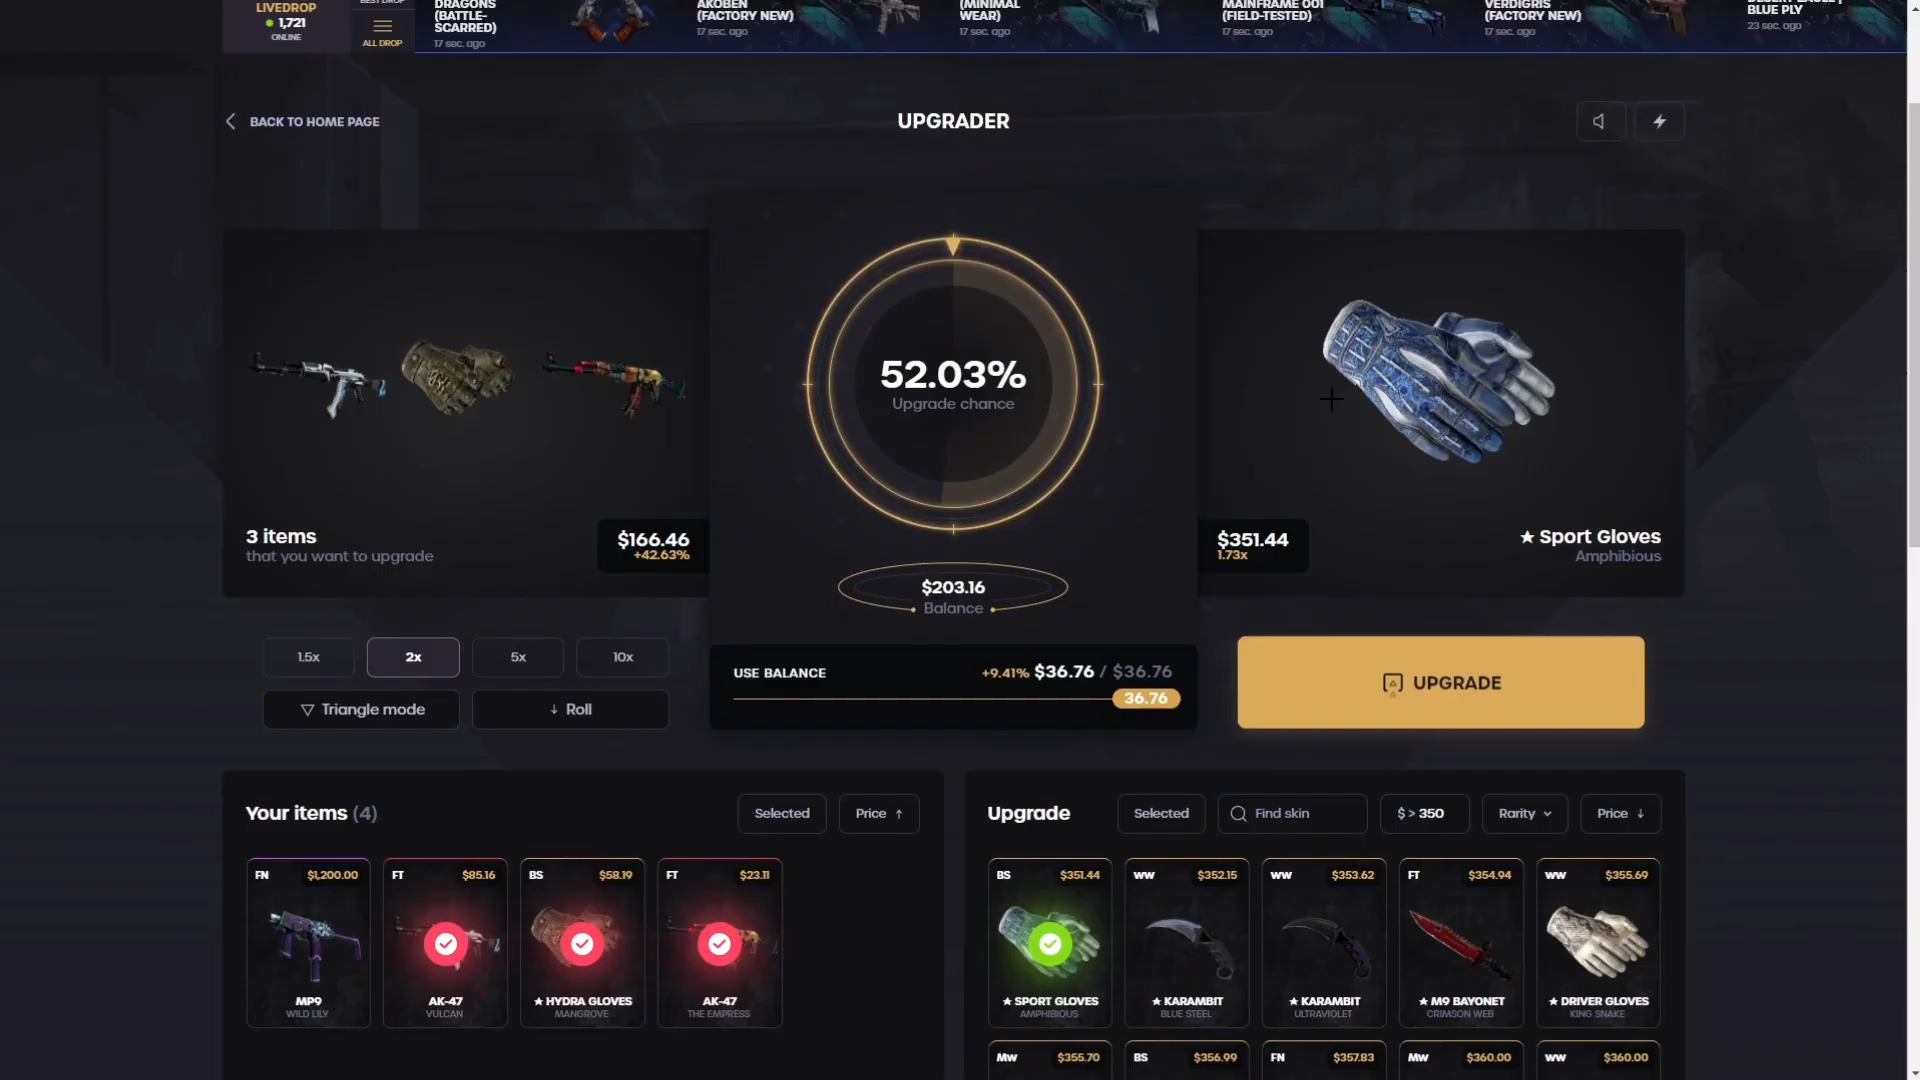 LIVEDROP
1,721
ONLINE
ALL DROP
DRAGONS
(BATTLE-
SCARRED)
17 sec. ago
AKOBEN
(FACTORY NEW)
17 sec. ago
(MINIMAL
WEAR)
17 sec. ago
MAINFRAME 001
(FIELD-TESTED)
17 sec. ago
VERDIGRIS
(FACTORY NEW)
17 sec. ago
BLUE PLY
23 sec. ago
BACK TO HOME PAGE
UPGRADER
52.03%
Upgrade chance
3 items
that you want to upgrade
$166.46
+42.63%
$203.16
Balance
$351.44
1.73x
★ Sport Gloves
Amphibious
1.5x
2x
5x
10x
Triangle mode
Roll
USE BALANCE
+9.41% $36.76 / $36.76
36.76
UPGRADE
Your items (4)
Selected
Price ↑
FN $1,200.00
MP9
WILD LILY
FT $85.16
AK-47
VULCAN
BS $58.19
★ HYDRA GLOVES
MANGROVE
FT $23.11
AK-47
THE EMPRESS
Upgrade
Selected
Find skin
$ > 350
Rarity
Price ↓
BS $351.44
★ SPORT GLOVES
AMPHIBIOUS
WW $352.15
★ KARAMBIT
BLUE STEEL
WW $353.62
★ KARAMBIT
ULTRAVIOLET
FT $354.94
★ M9 BAYONET
CRIMSON WEB
WW $355.69
★ DRIVER GLOVES
KING SNAKE
MW $355.70
BS $356.99
FN $357.83
MW $360.00
WW $360.00